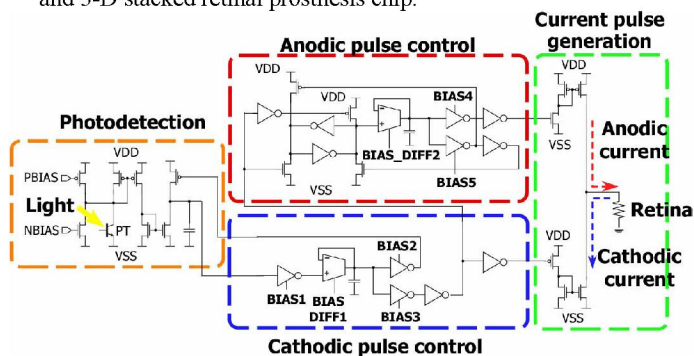 and 3-D stacked retinal prosthesis chip.
Current pulse
generation
Anodic pulse control
VDD
VDD
VDD
BIAS4
Photodetection
VDD
BIAS_DIFF2
VSS
Anodic
current
PBIAS
BIAS5
VSS
Light
Retina
NBIAS
PT
VSS
VDD
BIAS2
Cathodic
current
BIAS1
BIAS
DIFF1
BIAS3
VSS
Cathodic pulse control